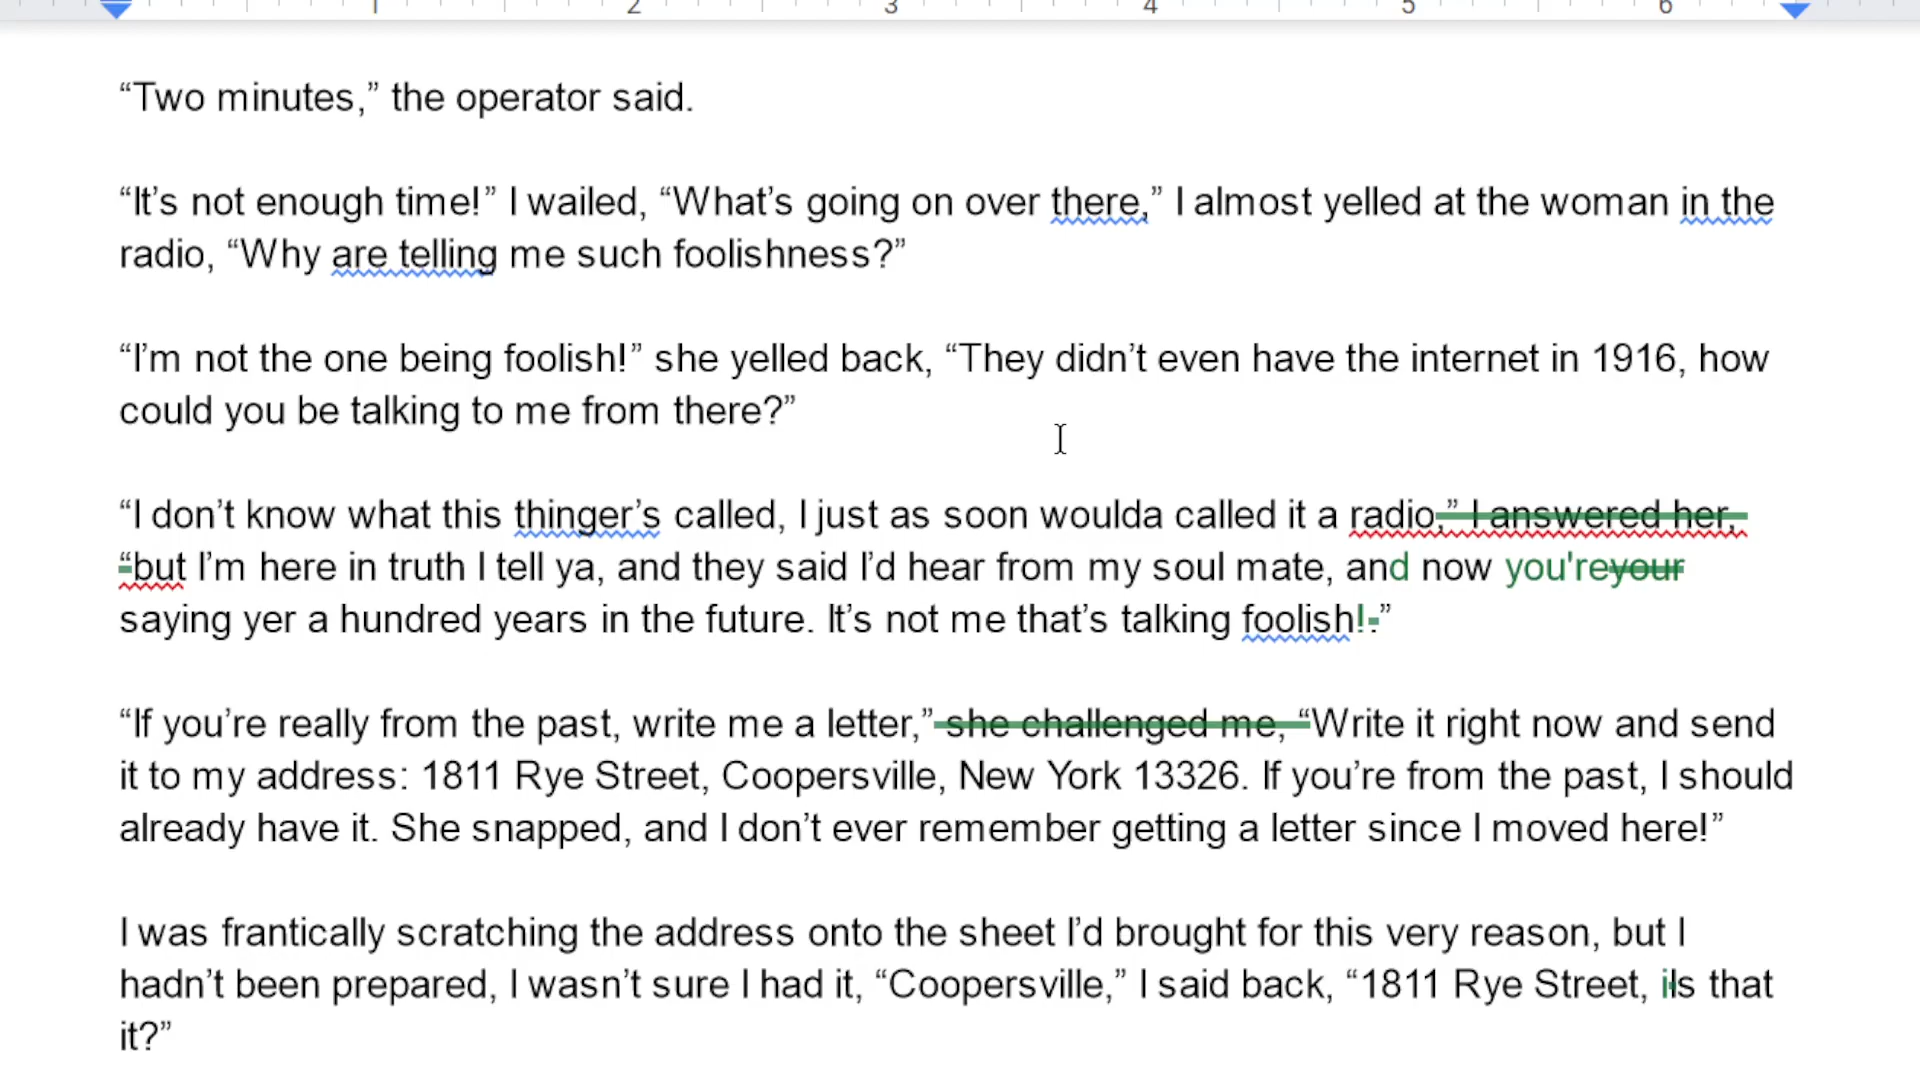 1 2 3 4 5 6
“Two minutes,” the operator said.
“It’s not enough time!” I wailed, “What’s going on over there,” I almost yelled at the woman in the
radio, “Why are telling me such foolishness?”
“I’m not the one being foolish!” she yelled back, “They didn’t even have the internet in 1916, how
could you be talking to me from there?”
“I don’t know what this thinger’s called, I just as soon woulda called it a radio,” I answered her,
“but I’m here in truth I tell ya, and they said I’d hear from my soul mate, and now you'reyour
saying yer a hundred years in the future. It’s not me that’s talking foolish!.”
“If you’re really from the past, write me a letter,” she challenged me, “Write it right now and send
it to my address: 1811 Rye Street, Coopersville, New York 13326. If you’re from the past, I should
already have it. She snapped, and I don’t ever remember getting a letter since I moved here!”
I was frantically scratching the address onto the sheet I’d brought for this very reason, but I
hadn’t been prepared, I wasn’t sure I had it, “Coopersville,” I said back, “1811 Rye Street, iIs that
it?”